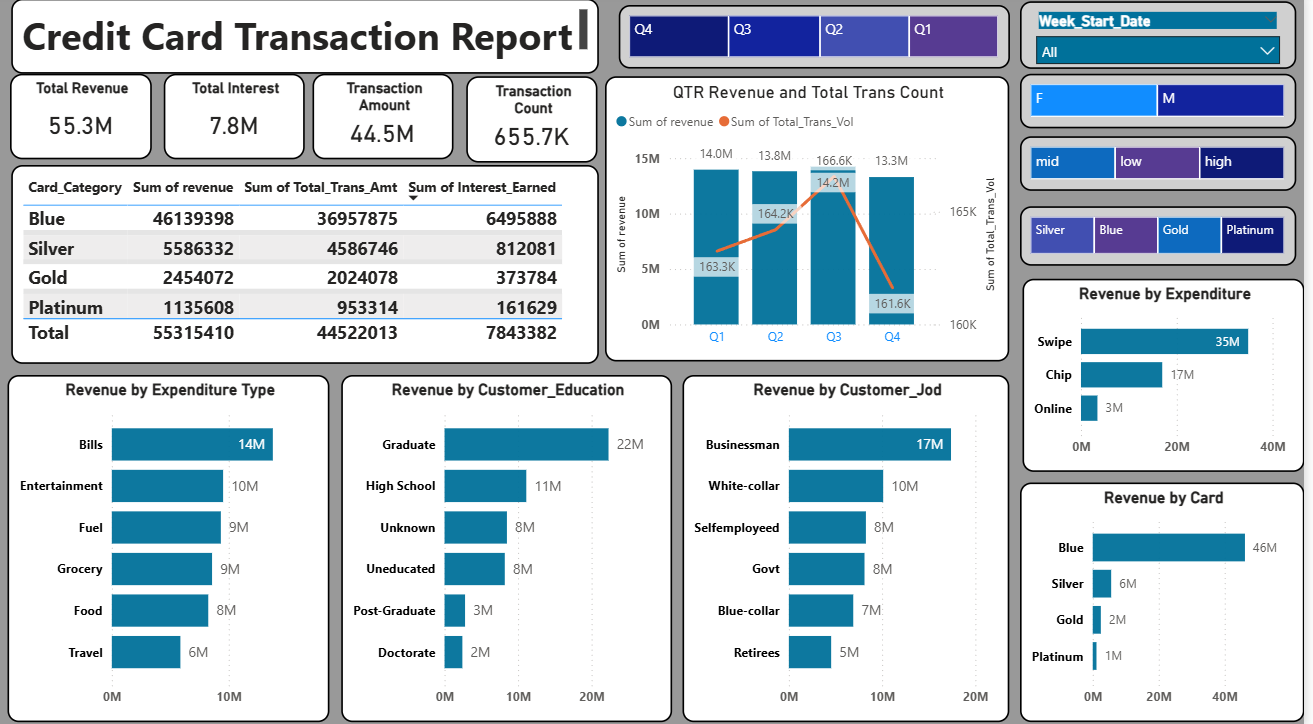 Credit Card Transaction Report
Q4 Q3 Q2 Q1
Week_Start_Date
All
Total Revenue
55.3M
Total Interest
7.8M
Transaction
Amount
44.5M
Transaction
Count
655.7K
F M
mid low high
Silver Blue Gold Platinum
Card_Category Sum of revenue Sum of Total_Trans_Amt Sum of Interest_Earned
Blue 46139398 36957875 6495888
Silver 5586332 4586746 812081
Gold 2454072 2024078 373784
Platinum 1135608 953314 161629
Total 55315410 44522013 7843382
QTR Revenue and Total Trans Count
Sum of revenue Sum of Total_Trans_Vol
Sum of revenue
15M
10M
5M
0M
14.0M 13.8M 166.6K 13.3M
14.2M
164.2K
163.3K
161.6K
165K
160K
Sum of Total_Trans_Vol
Q1 Q2 Q3 Q4
Revenue by Expenditure
Swipe 35M
Chip 17M
Online 3M
0M 20M 40M
Revenue by Expenditure Type
Bills 14M
Entertainment 10M
Fuel 9M
Grocery 9M
Food 8M
Travel 6M
0M 10M
Revenue by Customer_Education
Graduate 22M
High School 11M
Unknown 8M
Uneducated 8M
Post-Graduate 3M
Doctorate 2M
0M 10M 20M
Revenue by Customer_Jod
Businessman 17M
White-collar 10M
Selfemployeed 8M
Govt 8M
Blue-collar 7M
Retirees 5M
0M 10M 20M
Revenue by Card
Blue 46M
Silver 6M
Gold 2M
Platinum 1M
0M 20M 40M